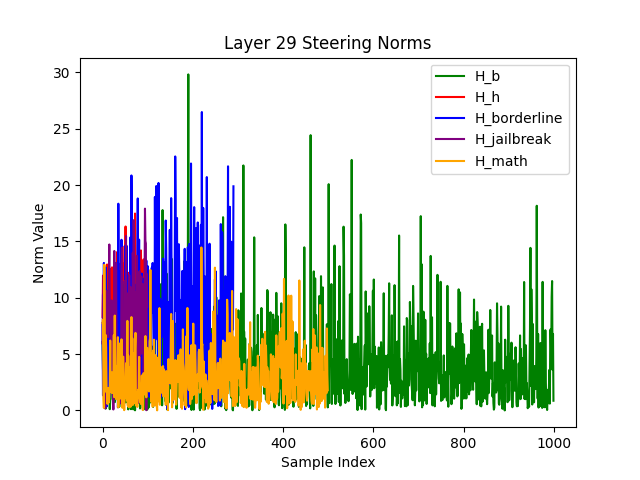 Layer 29 Steering Norms
H_b
H_h
H_borderline
H_jailbreak
H_math
Norm Value
30
25
20
15
10
5
0
0 200 400 600 800 1000
Sample Index